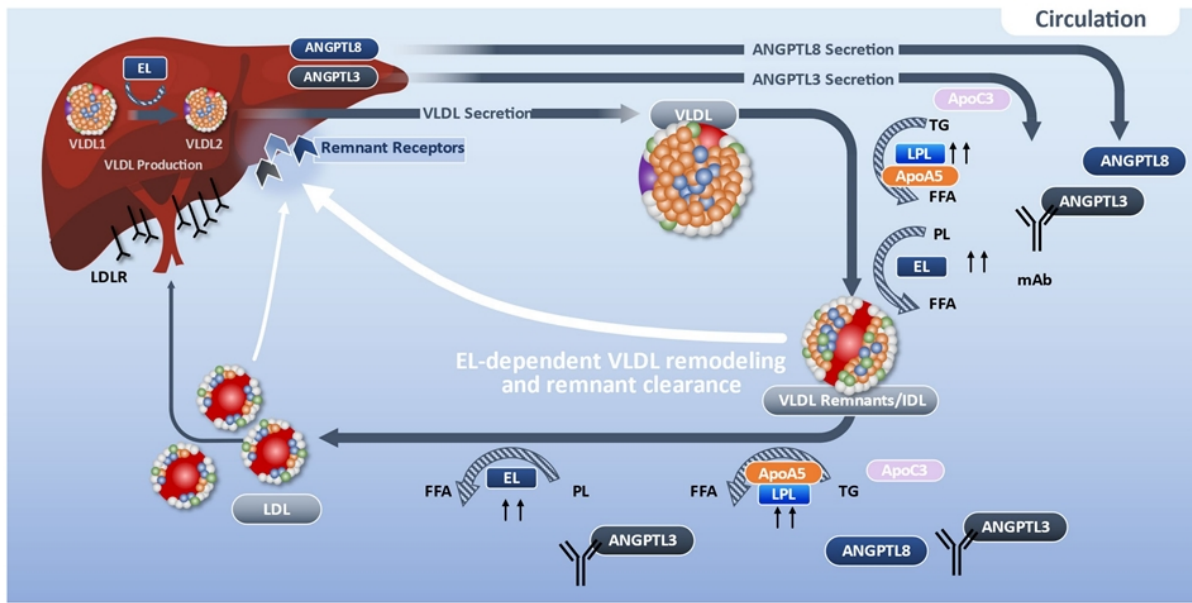 Circulation
ANGPTL8
ANGPTL3
ANGPTL8 Secretion
ANGPTL3 Secretion
EL
VLDL1
VLDL2
VLDL Production
VLDL Secretion
VLDL
Remnant Receptors
LDLR
ApoC3
TG
LPL
ApoA5
FFA
ANGPTL8
ANGPTL3
mAb
PL
EL
FFA
EL-dependent VLDL remodeling
and remnant clearance
VLDL Remnants/IDL
LDL
FFA
EL
PL
ANGPTL3
FFA
ApoA5
LPL
TG
ApoC3
ANGPTL8
ANGPTL3